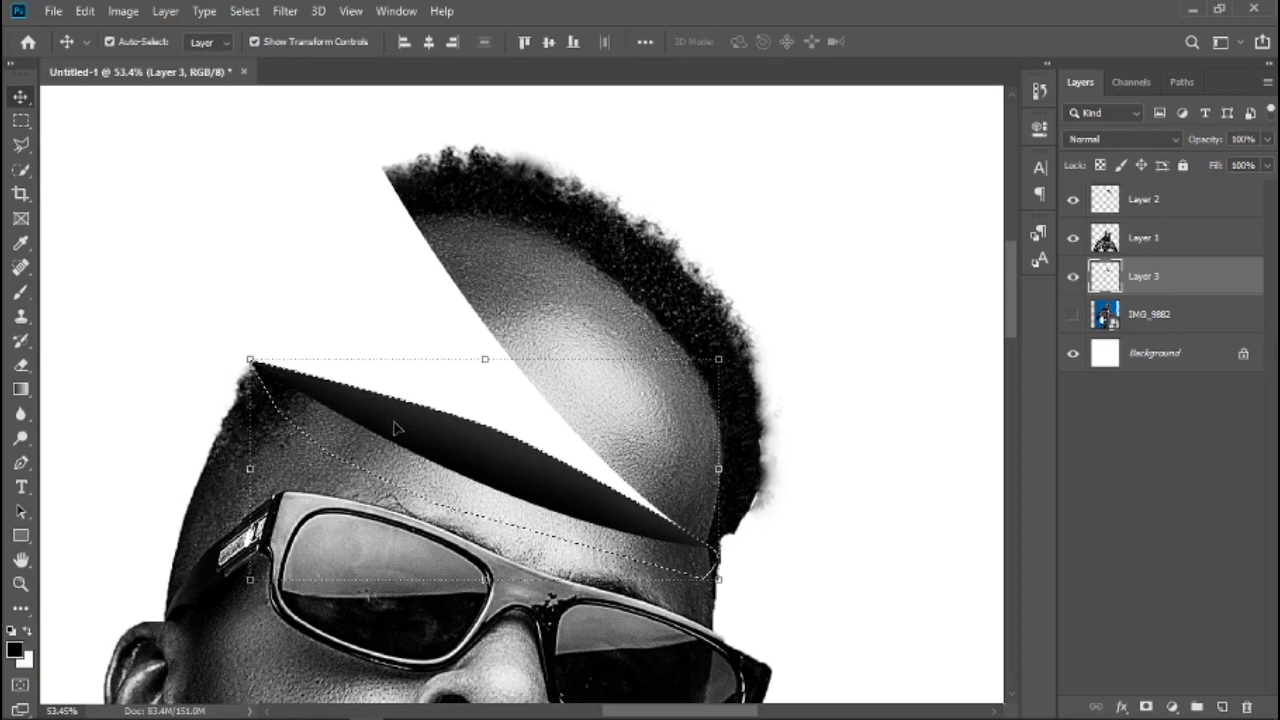 Ps File Edit Image Layer Type Select Filter 3D View Window Help
Auto-Select: Layer Show Transform Controls 3D Mode:
Untitled-1 @ 53.4% (Layer 3, RGB/8) * ×
Layers Channels Paths
Kind
Normal Opacity: 100%
Lock: Fill: 100%
Layer 2
Layer 1
Layer 3
IMG_9882
Background
53.45% Doc: 83.4M/151.0M